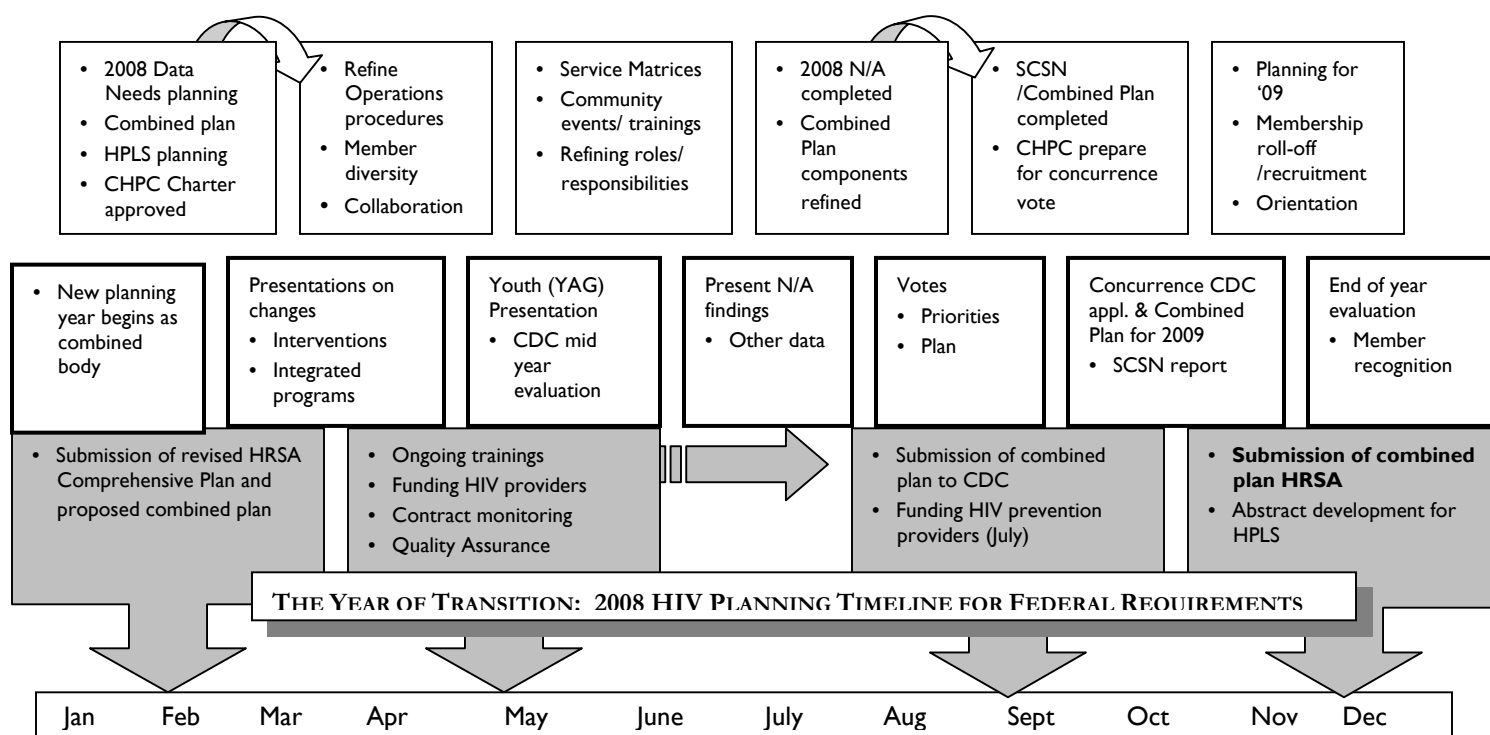 • 2008 Data
Needs planning
• Combined plan
• HPLS planning
• CHPC Charter
approved
• Refine
Operations
procedures
• Member
diversity
• Collaboration
• Service Matrices
• Community
events/ trainings
• Refining roles/
responsibilities
• 2008 N/A
completed
• Combined
Plan
components
refined
• SCSN
/Combined Plan
completed
• CHPC prepare
for concurrence
vote
• Planning for
‘09
• Membership
roll-off
/recruitment
• Orientation
• New planning
year begins as
combined
body
Presentations on
changes
• Interventions
• Integrated
programs
Youth (YAG)
Presentation
• CDC mid
year
evaluation
Present N/A
findings
• Other data
Votes
• Priorities
• Plan
Concurrence CDC
appl. & Combined
Plan for 2009
• SCSN report
End of year
evaluation
• Member
recognition
• Submission of revised HRSA
Comprehensive Plan and
proposed combined plan
• Ongoing trainings
• Funding HIV providers
• Contract monitoring
• Quality Assurance
• Submission of combined
plan to CDC
• Funding HIV prevention
providers (July)
• Submission of combined
plan HRSA
• Abstract development for
HPLS
THE YEAR OF TRANSITION: 2008 HIV PLANNING TIMELINE FOR FEDERAL REQUIREMENTS
Jan Feb Mar Apr May June July Aug Sept Oct Nov Dec